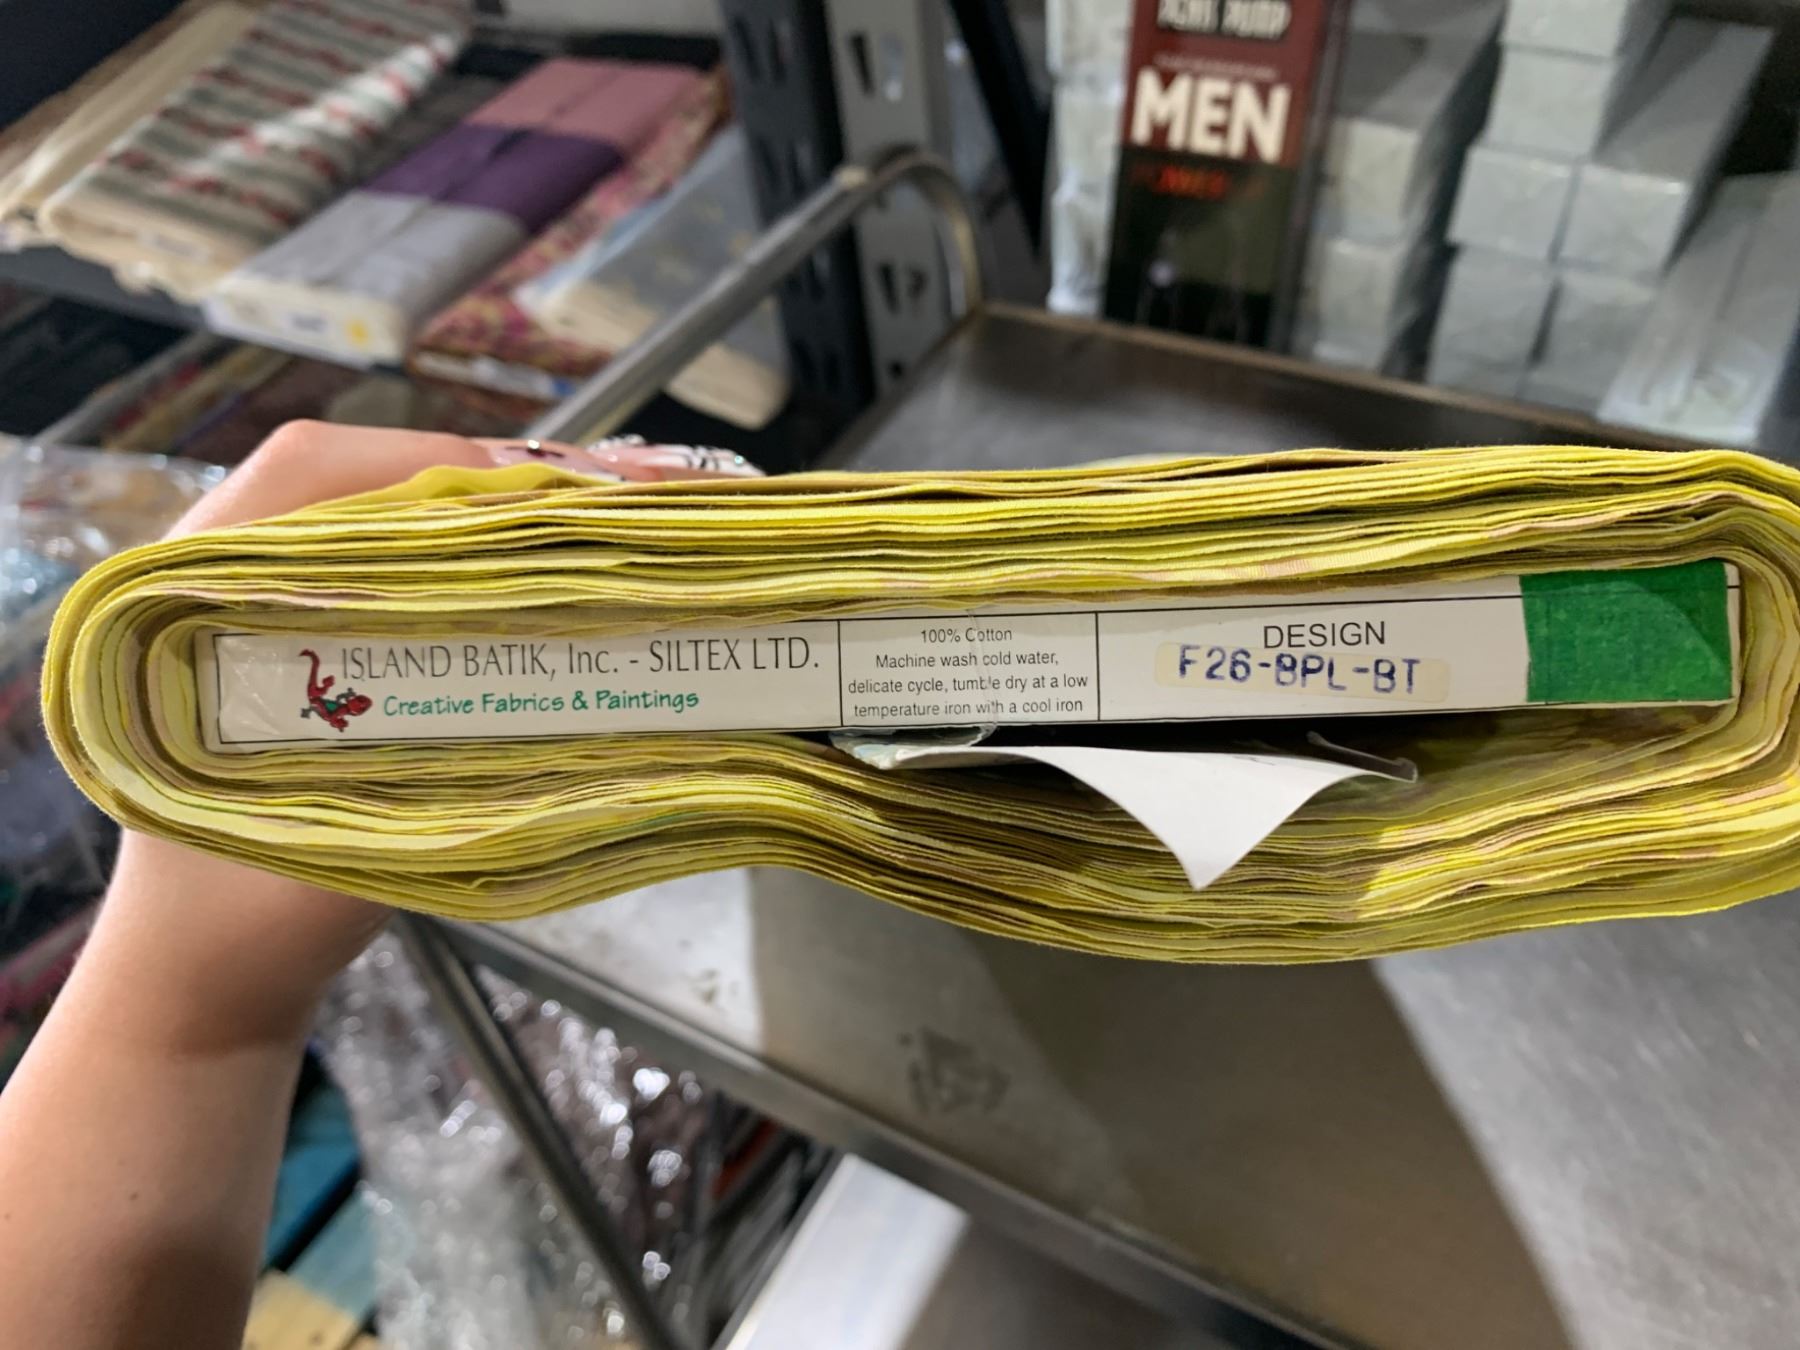 MEN
ISLAND BATIK, Inc. - SILTEX LTD.
Creative Fabrics & Paintings
100% Cotton
Machine wash cold water,
delicate cycle, tumble dry at a low
temperature iron with a cool iron
DESIGN
F26-BPL-BT